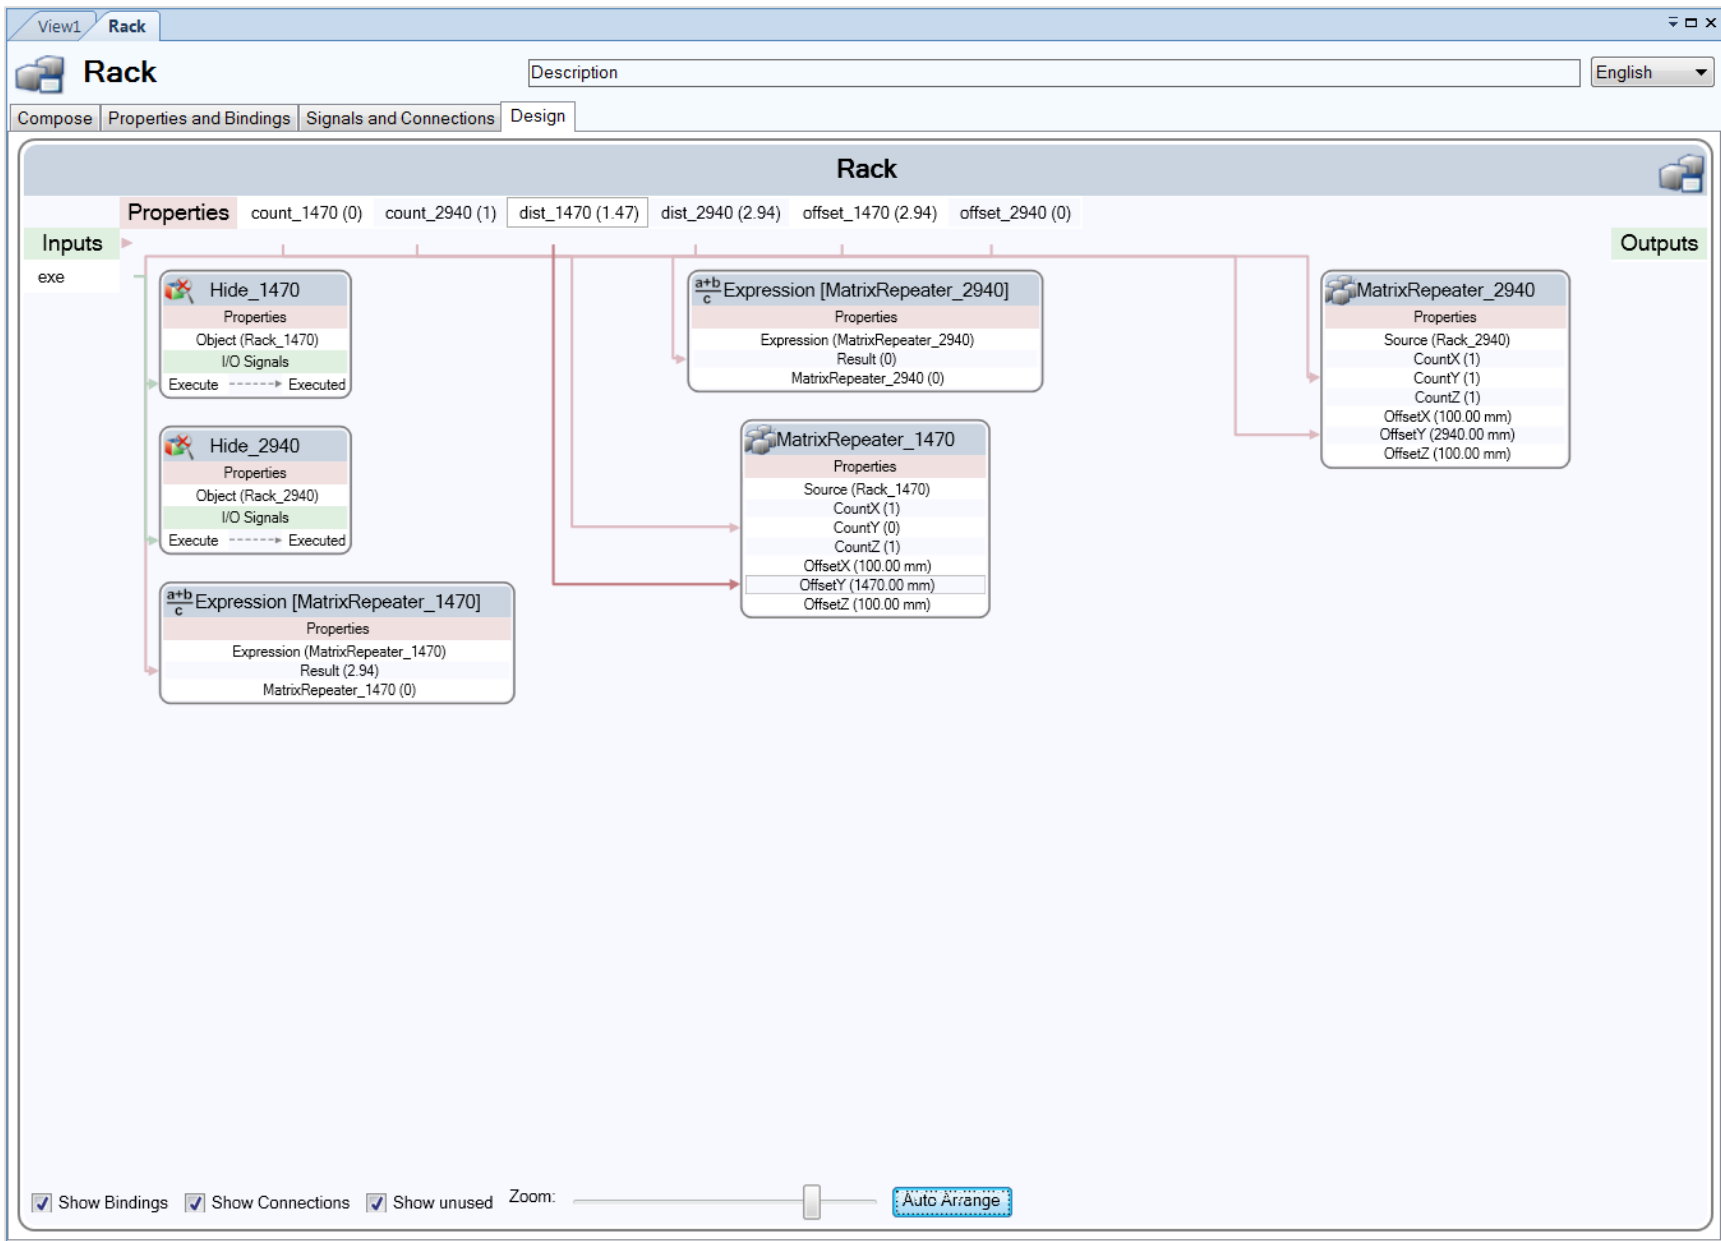 View1 Rack
Rack Description English
Compose Properties and Bindings Signals and Connections Design
Rack
Properties count_1470 (0) count_2940 (1) dist_1470 (1.47) dist_2940 (2.94) offset_1470 (2.94) offset_2940 (0)
Inputs Outputs
exe
Hide_1470
Properties
Object (Rack_1470)
I/O Signals
Execute Executed
Hide_2940
Properties
Object (Rack_2940)
I/O Signals
Execute Executed
a+b
c
Expression [MatrixRepeater_1470]
Properties
Expression (MatrixRepeater_1470)
Result (2.94)
MatrixRepeater_1470 (0)
a+b
c
Expression [MatrixRepeater_2940]
Properties
Expression (MatrixRepeater_2940)
Result (0)
MatrixRepeater_2940 (0)
MatrixRepeater_1470
Properties
Source (Rack_1470)
CountX (1)
CountY (0)
CountZ (1)
OffsetX (100.00 mm)
OffsetY (1470.00 mm)
OffsetZ (100.00 mm)
MatrixRepeater_2940
Properties
Source (Rack_2940)
CountX (1)
CountY (1)
CountZ (1)
OffsetX (100.00 mm)
OffsetY (2940.00 mm)
OffsetZ (100.00 mm)
Show Bindings Show Connections Show unused Zoom: Auto Arrange